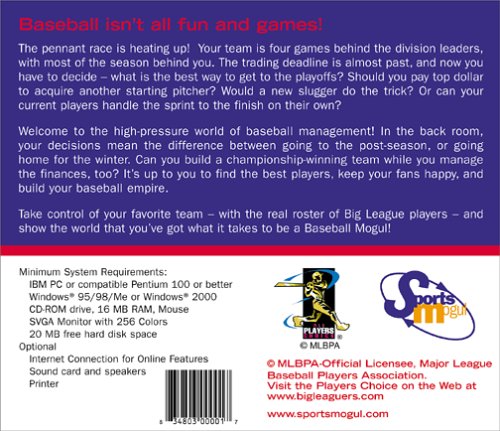 Baseball isn't all fun and games!
The pennant race is heating up!  Your team is four games behind the division leaders,
with most of the season behind you. The trading deadline is almost past, and now you
have to decide – what is the best way to get to the playoffs? Should you pay top dollar
to acquire another starting pitcher? Would a new slugger do the trick? Or can your
current players handle the sprint to the finish on their own?
Welcome to the high-pressure world of baseball management! In the back room,
your decisions mean the difference between going to the post-season, or going
home for the winter. Can you build a championship-winning team while you manage
the finances, too? It's up to you to find the best players, keep your fans happy, and
build your baseball empire.
Take control of your favorite team – with the real roster of Big League players – and
show the world that you've got what it takes to be a Baseball Mogul!
Minimum System Requirements:
IBM PC or compatible Pentium 100 or better
Windows® 95/98/Me or Windows® 2000
CD-ROM drive, 16 MB RAM, Mouse
SVGA Monitor with 256 Colors
20 MB free hard disk space
Optional
Internet Connection for Online Features
Sound card and speakers
Printer
8 34803 00001 7
PLAYERS
CHOICE
© MLBPA
Sports
Mogul
© MLBPA-Official Licensee, Major League
Baseball Players Association.
Visit the Players Choice on the Web at
www.bigleaguers.com
www.sportsmogul.com